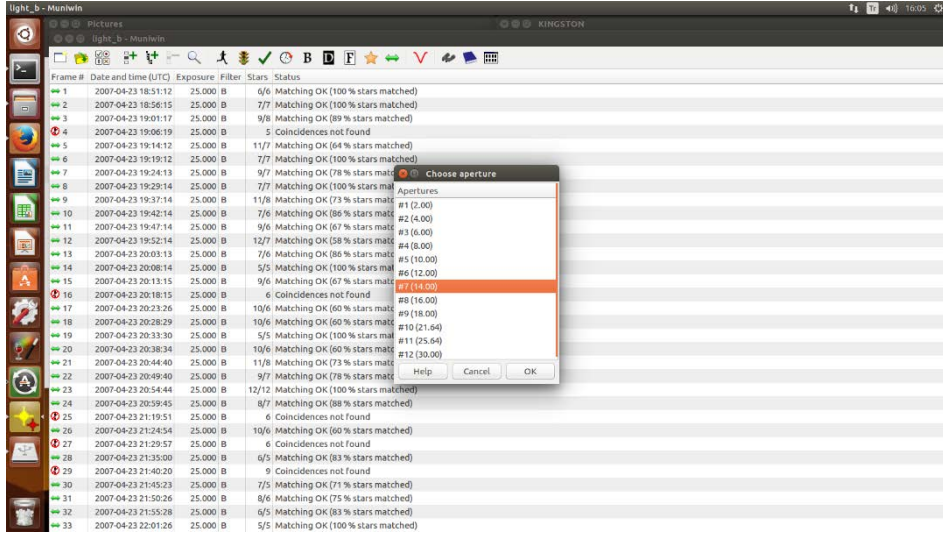 light_b - Muniwin
Tr
16:05
Pictures
KINGSTON
light_b - Muniwin
Frame # Date and time (UTC) Exposure Filter Stars Status
1 2007-04-23 18:51:12 25.000 B 6/6 Matching OK (100 % stars matched)
2 2007-04-23 18:56:15 25.000 B 7/7 Matching OK (100 % stars matched)
3 2007-04-23 19:01:17 25.000 B 9/8 Matching OK (89 % stars matched)
4 2007-04-23 19:06:19 25.000 B 5 Coincidences not found
5 2007-04-23 19:14:12 25.000 B 11/7 Matching OK (64 % stars matched)
6 2007-04-23 19:19:12 25.000 B 7/7 Matching OK (100 % stars matched)
7 2007-04-23 19:24:13 25.000 B 9/7 Matching OK (78 % stars matc
8 2007-04-23 19:29:14 25.000 B 7/7 Matching OK (100 % stars mat
9 2007-04-23 19:37:14 25.000 B 11/8 Matching OK (73 % stars matc
10 2007-04-23 19:42:14 25.000 B 7/6 Matching OK (86 % stars matc
11 2007-04-23 19:47:14 25.000 B 9/6 Matching OK (67 % stars matc
12 2007-04-23 19:52:14 25.000 B 12/7 Matching OK (58 % stars matc
13 2007-04-23 20:03:13 25.000 B 7/6 Matching OK (86 % stars matc
14 2007-04-23 20:08:14 25.000 B 5/5 Matching OK (100 % stars mat
15 2007-04-23 20:13:15 25.000 B 9/6 Matching OK (67 % stars matc
16 2007-04-23 20:18:15 25.000 B 6 Coincidences not found
17 2007-04-23 20:23:26 25.000 B 10/6 Matching OK (60 % stars matc
18 2007-04-23 20:28:29 25.000 B 10/6 Matching OK (60 % stars matc
19 2007-04-23 20:33:30 25.000 B 5/5 Matching OK (100 % stars mat
20 2007-04-23 20:38:34 25.000 B 10/6 Matching OK (60 % stars matc
21 2007-04-23 20:44:40 25.000 B 11/8 Matching OK (73 % stars matc
22 2007-04-23 20:49:40 25.000 B 9/7 Matching OK (78 % stars matc
23 2007-04-23 20:54:44 25.000 B 12/12 Matching OK (100 % stars matched)
24 2007-04-23 20:59:45 25.000 B 8/7 Matching OK (88 % stars matched)
25 2007-04-23 21:19:51 25.000 B 6 Coincidences not found
26 2007-04-23 21:24:54 25.000 B 10/6 Matching OK (60 % stars matched)
27 2007-04-23 21:29:57 25.000 B 6 Coincidences not found
28 2007-04-23 21:35:00 25.000 B 6/5 Matching OK (83 % stars matched)
29 2007-04-23 21:40:20 25.000 B 9 Coincidences not found
30 2007-04-23 21:45:23 25.000 B 7/5 Matching OK (71 % stars matched)
31 2007-04-23 21:50:26 25.000 B 8/6 Matching OK (75 % stars matched)
32 2007-04-23 21:55:28 25.000 B 6/5 Matching OK (83 % stars matched)
33 2007-04-23 22:01:26 25.000 B 5/5 Matching OK (100 % stars matched)
Choose aperture
Apertures
#1 (2.00)
#2 (4.00)
#3 (6.00)
#4 (8.00)
#5 (10.00)
#6 (12.00)
#7 (14.00)
#8 (16.00)
#9 (18.00)
#10 (21.64)
#11 (25.64)
#12 (30.00)
Help Cancel OK